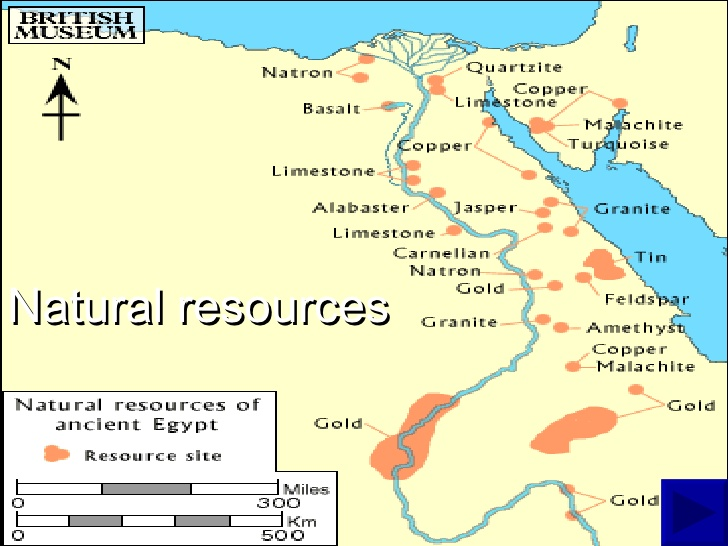 BRITISH
MUSEUM
N
Natron
Quartzite
Copper
Limestone
Basalt
Malachite
Turquoise
Copper
Limestone
Alabaster
Jasper
Granite
Limestone
Carnellan
Tin
Natron
Gold
Feldspar
Natural resources
Granite
Amethyst
Copper
Malachite
Gold
Gold
Natural resources of
ancient Egypt
Resource site
Miles
0 300
Km
0 500
Gold